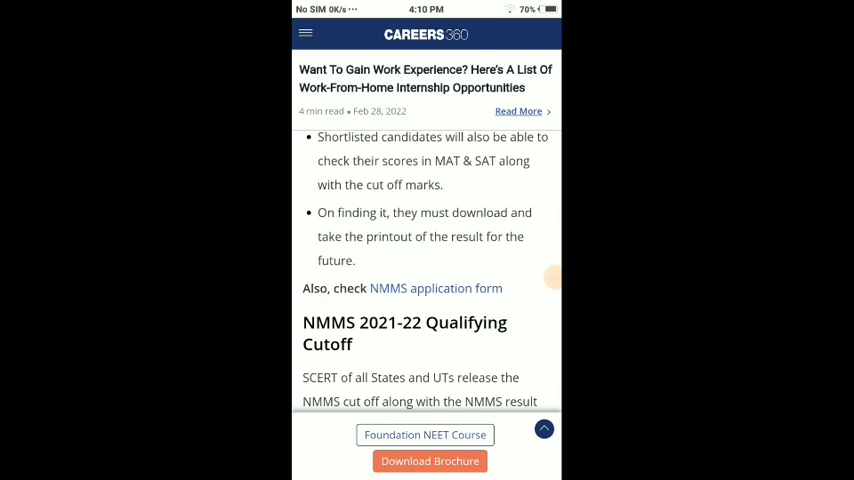 No SIM 0K/s ··· 4:10 PM 70%
CAREERS360
Want To Gain Work Experience? Here's A List Of
Work-From-Home Internship Opportunities
4 min read • Feb 28, 2022 Read More
• Shortlisted candidates will also be able to
check their scores in MAT & SAT along
with the cut off marks.
• On finding it, they must download and
take the printout of the result for the
future.
Also, check NMMS application form
NMMS 2021-22 Qualifying
Cutoff
SCERT of all States and UTs release the
NMMS cut off along with the NMMS result
Foundation NEET Course
Download Brochure